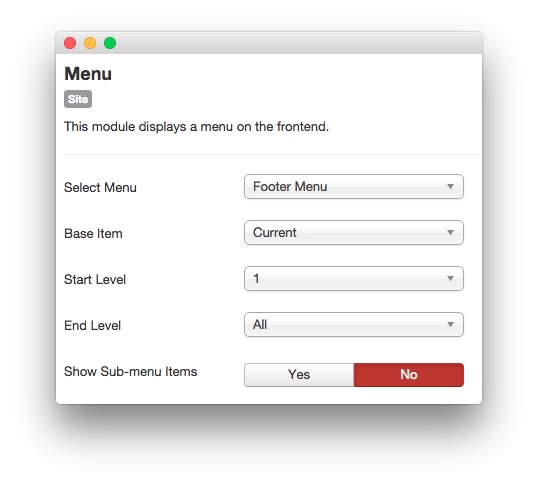 Menu
Site
This module displays a menu on the frontend.
Select Menu Footer Menu
Base Item Current
Start Level 1
End Level All
Show Sub-menu Items Yes No